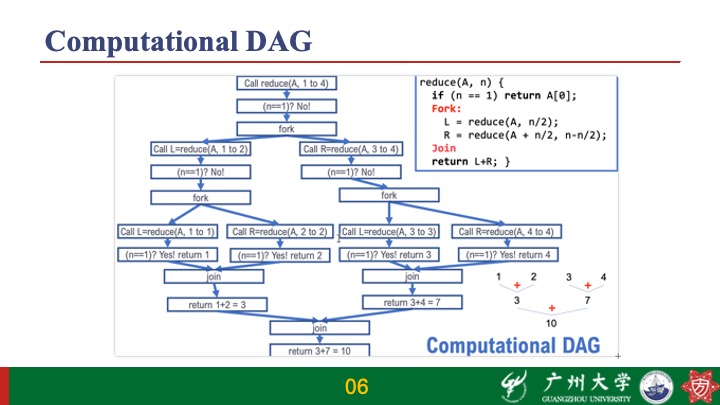 Computational DAG
Call reduce(A, 1 to 4)
(n==1)? No!
fork
Call L=reduce(A, 1 to 2)
Call R=reduce(A, 3 to 4)
(n==1)? No!
(n==1)? No!
fork
fork
Call L=reduce(A, 1 to 1)
Call R=reduce(A, 2 to 2)
Call L=reduce(A, 3 to 3)
Call R=reduce(A, 4 to 4)
(n==1)? Yes! return 1
(n==1)? Yes! return 2
(n==1)? Yes! return 3
(n==1)? Yes! return 4
join
join
return 1+2 = 3
return 3+4 = 7
join
return 3+7 = 10
reduce(A, n) {
if (n == 1) return A[0];
Fork:
L = reduce(A, n/2);
R = reduce(A + n/2, n-n/2);
Join
return L+R; }
1 2 3 4
+ +
3 7
+
10
Computational DAG
06
广州大学
GUANGZHOU UNIVERSITY